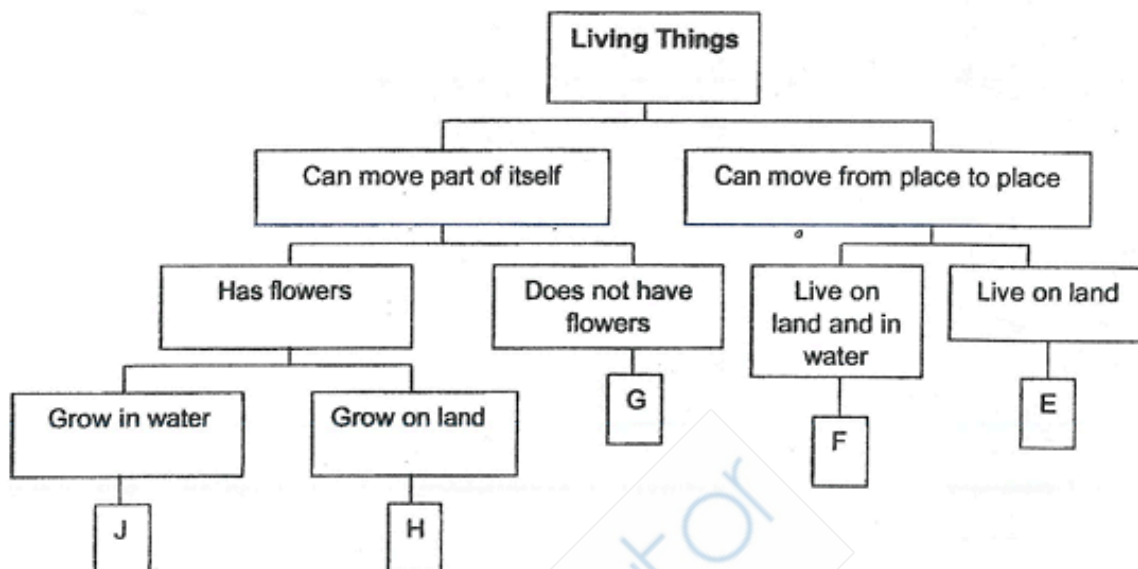 Living Things
Can move part of itself
Can move from place to place
Has flowers
Does not have
flowers
Live on
land and in
water
Live on land
Grow in water
Grow on land
G
F
E
J
H